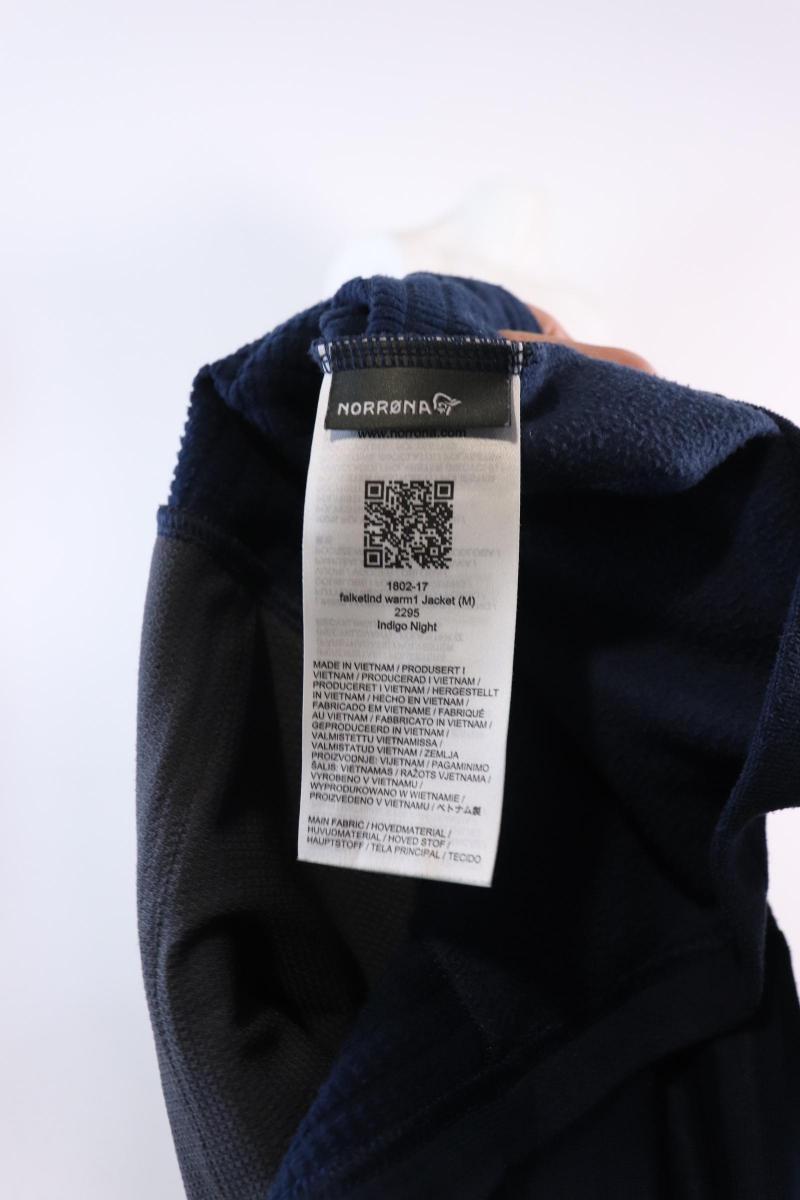 NORRØNA
www.norrona.com
1802-17
falketind warm1 Jacket (M)
2295
Indigo Night
MADE IN VIETNAM / PRODUSERT I
VIETNAM / PRODUCERAD I VIETNAM /
PRODUCERET I VIETNAM / HERGESTELLT
IN VIETNAM / HECHO EN VIETNAM /
FABRICADO EM VIETNAME / FABRIQUÉ
AU VIETNAM / FABBRICATO IN VIETNAM /
GEPRODUCEERD IN VIETNAM /
VALMISTETTU VIETNAMISSA /
VALMISTATUD VIETNAM / ZEMLJA
PROIZVODNJE: VIJETNAM / PAGAMINIMO
ŠALIS: VIETNAMAS / RAŽOTS VJETNAMA /
VYROBENO V VIETNAMU /
WYPRODUKOWANO W WIETNAMIE /
PROIZVEDENO V VIETNAMU / ベトナム製
MAIN FABRIC / HOVEDMATERIAL /
HUVUDMATERIAL / HOVED STOF /
HAUPTSTOFF / TELA PRINCIPAL / TECIDO